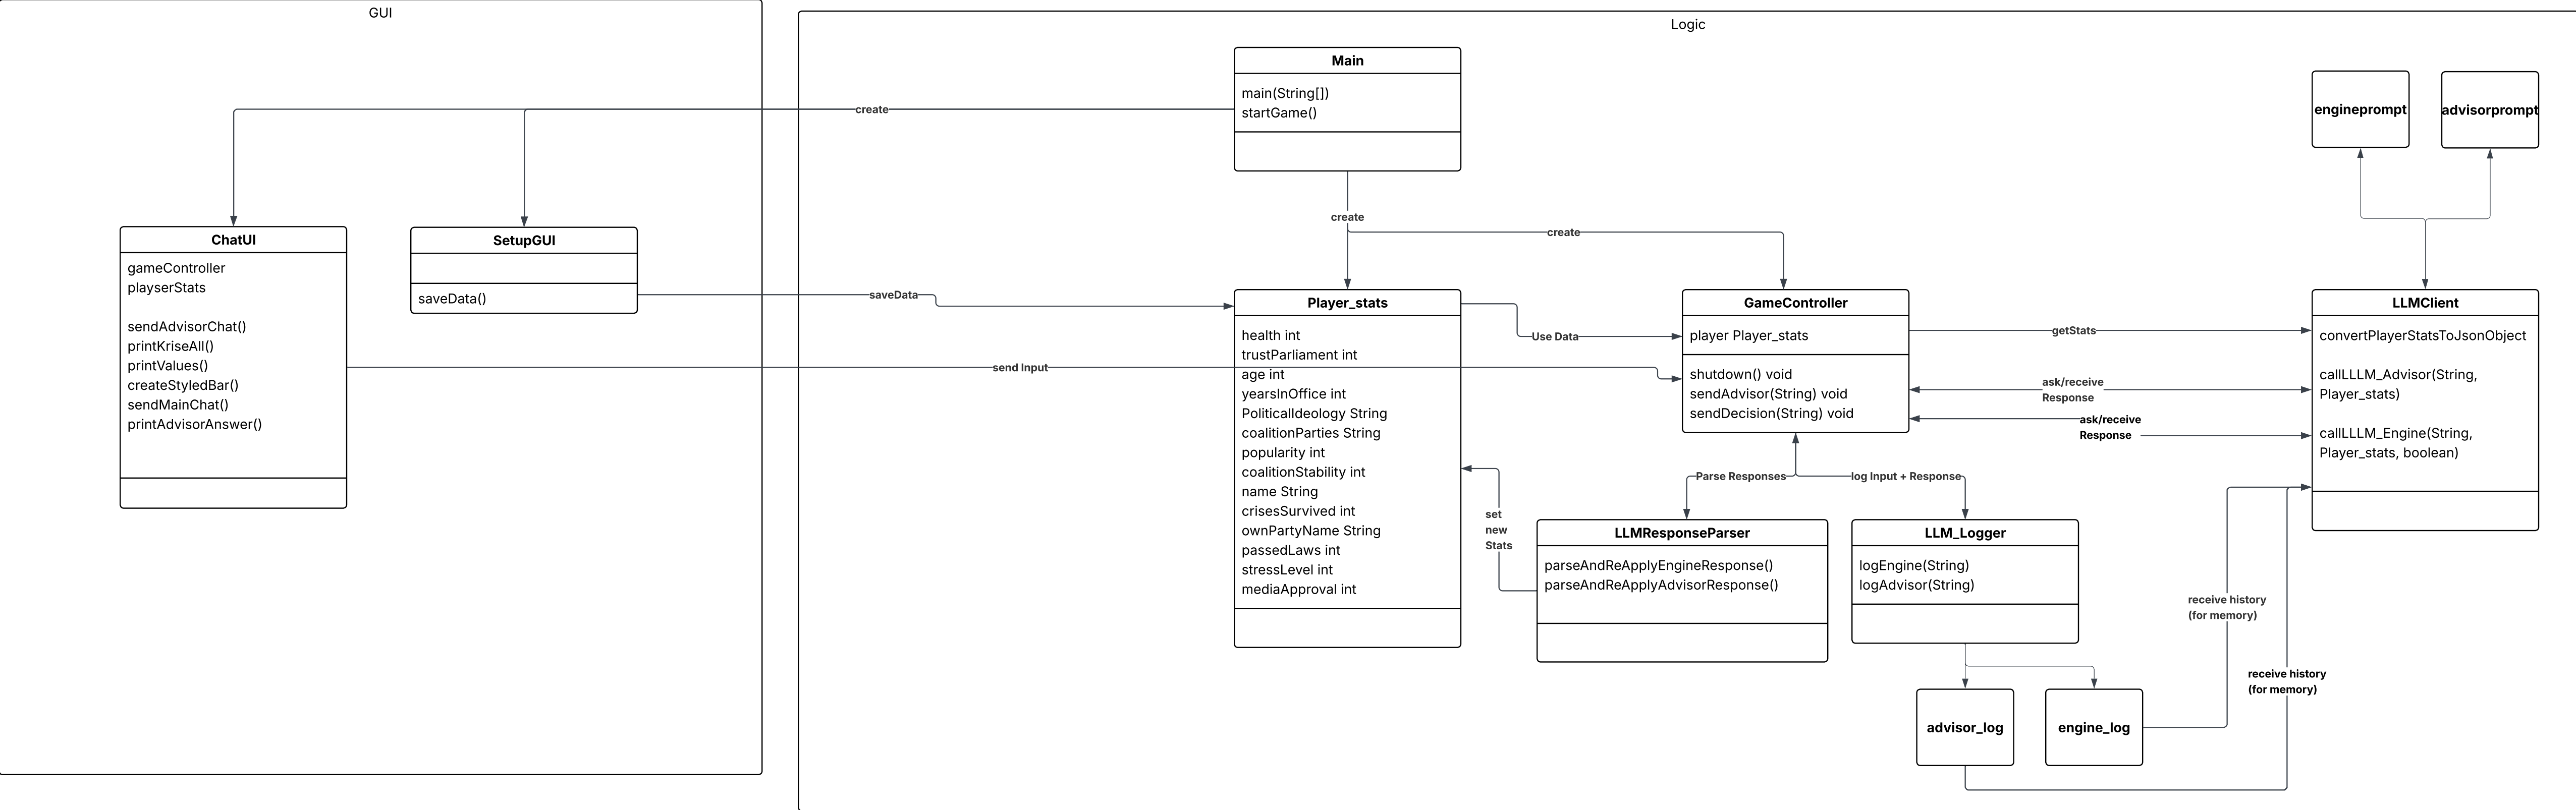 GUI
Logic
Main
main(String[])
startGame()
create
create
create
engineprompt
advisorprompt
ChatUI
gameController
playserStats
sendAdvisorChat()
printKriseAll()
printValues()
createStyledBar()
sendMainChat()
printAdvisorAnswer()
SetupGUI
saveData()
saveData
send Input
Player_stats
health int
trustParliament int
age int
yearsInOffice int
PoliticalIdeology String
coalitionParties String
popularity int
coalitionStability int
name String
crisesSurvived int
ownPartyName String
passedLaws int
stressLevel int
mediaApproval int
Use Data
GameController
player Player_stats
shutdown() void
sendAdvisor(String) void
sendDecision(String) void
getStats
ask/receive
Response
ask/receive
Response
LLMClient
convertPlayerStatsToJsonObject
callLLLM_Advisor(String,
Player_stats)
callLLLM_Engine(String,
Player_stats, boolean)
Parse Responses
log Input + Response
set
new
Stats
LLMResponseParser
parseAndReApplyEngineResponse()
parseAndReApplyAdvisorResponse()
LLM_Logger
logEngine(String)
logAdvisor(String)
receive history
(for memory)
receive history
(for memory)
advisor_log
engine_log